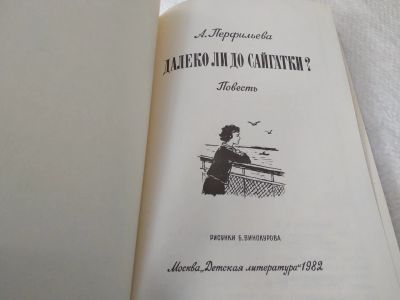 А. Перфильева
ДАЛЕКО ЛИ ДО САЙГАТКИ?
Повесть
РИСУНКИ Б. ВИНОКУРОВА
Москва „Детская литература“ 1982